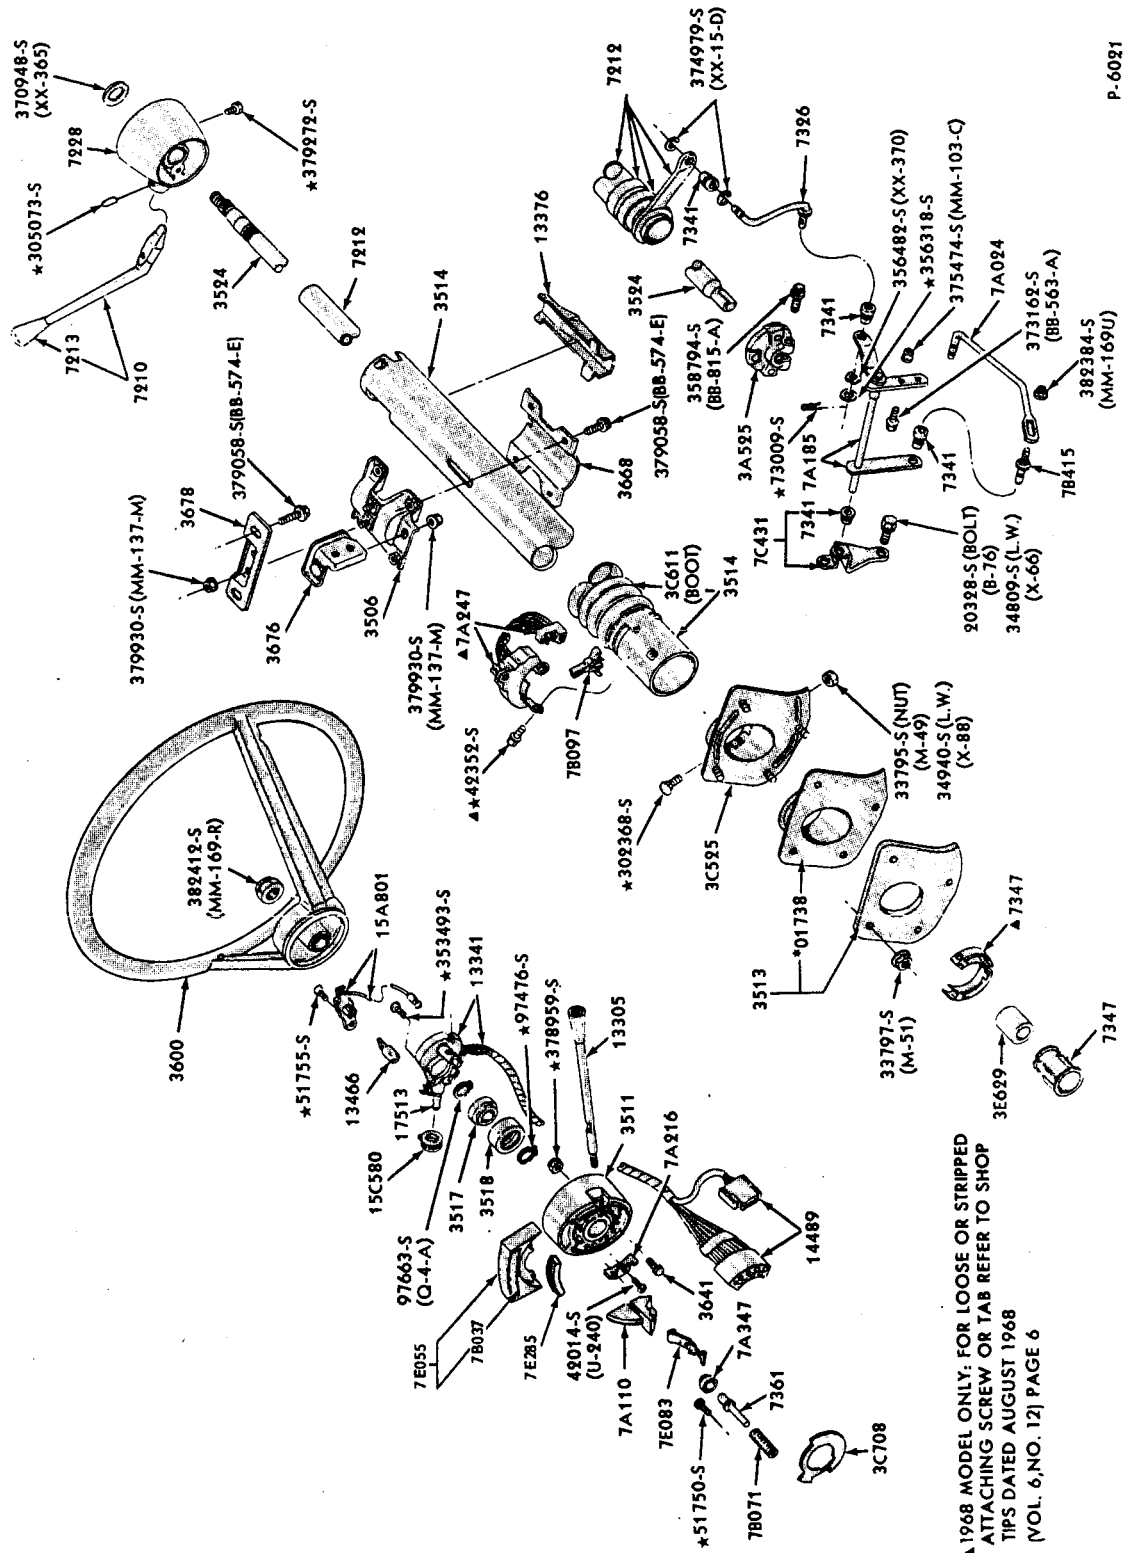 370948-S
(XX-365)
7228
★305073-S
★379272-S
3524
7213
7210
7212
3514
13376
7212
374979-S
(XX-15-D)
7326
7341
3524
358794-S
(BB-815-A)
3A525
7341
356482-S (XX-370)
★356318-S
375474-S (MM-103-C)
7A024
373162-S
(BB-563-A)
382384-S
(MM-169U)
★73009-S
7A185
7341
7B415
7341
7C431
20328-S (BOLT)
(B-76)
34809-S (L.W.)
(X-66)
379930-S (MM-137-M)
3678
379058-S(BB-574-E)
3676
3506
379930-S
(MM-137-M)
379058-S(BB-574-E)
3668
▲7A247
▲★42352-S
7B097
3C611
(BOOT)
3514
★302368-S
3C525
33795-S (NUT)
(M-49)
34940-S (L.W.)
(X-88)
3513
★01738
33797-S
(M-51)
▲7347
3E629
7347
382412-S
(MM-169-R)
3600
15A801
★51755-S
★353493-S
13466
13341
17513
★97476-S
15C580
★378959-S
3517
3518
13305
97663-S
(Q-4-A)
3511
7A216
7E055
7B037
7E285
42014-S
(U-240)
3641
14489
7A110
7E083
7A347
7361
★51750-S
7B071
3C708
▲1968 MODEL ONLY: FOR LOOSE OR STRIPPED
ATTACHING SCREW OR TAB REFER TO SHOP
TIPS DATED AUGUST 1968
(VOL. 6,NO. 12) PAGE 6
P-6021